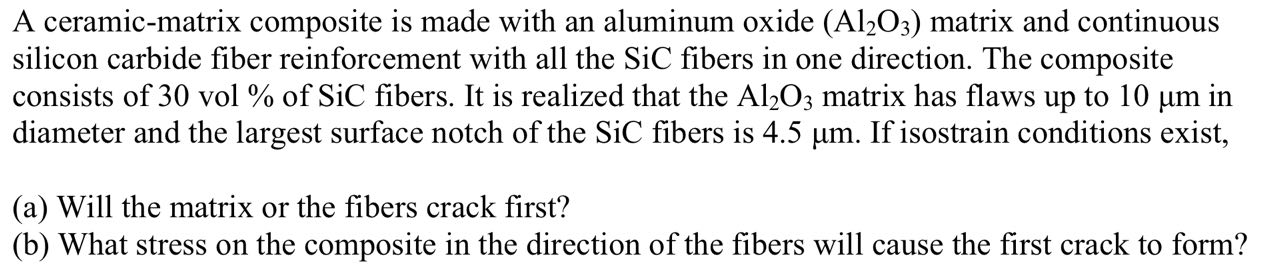 A ceramic-matrix composite is made with an aluminum oxide (Al₂O₃) matrix and continuous
silicon carbide fiber reinforcement with all the SiC fibers in one direction. The composite
consists of 30 vol % of SiC fibers. It is realized that the Al₂O₃ matrix has flaws up to 10 μm in
diameter and the largest surface notch of the SiC fibers is 4.5 μm. If isostrain conditions exist,
(a) Will the matrix or the fibers crack first?
(b) What stress on the composite in the direction of the fibers will cause the first crack to form?